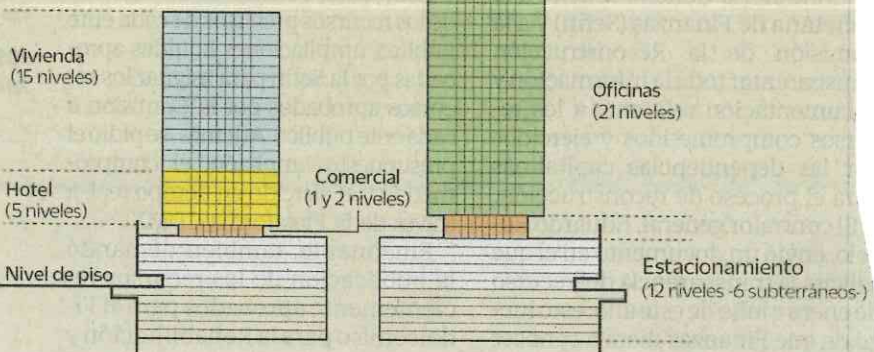 Vivienda
(15 niveles)
Hotel
(5 niveles)
Comercial
(1 y 2 niveles)
Nivel de piso
Oficinas
(21 niveles)
Estacionamiento
(12 niveles -6 subterráneos-)